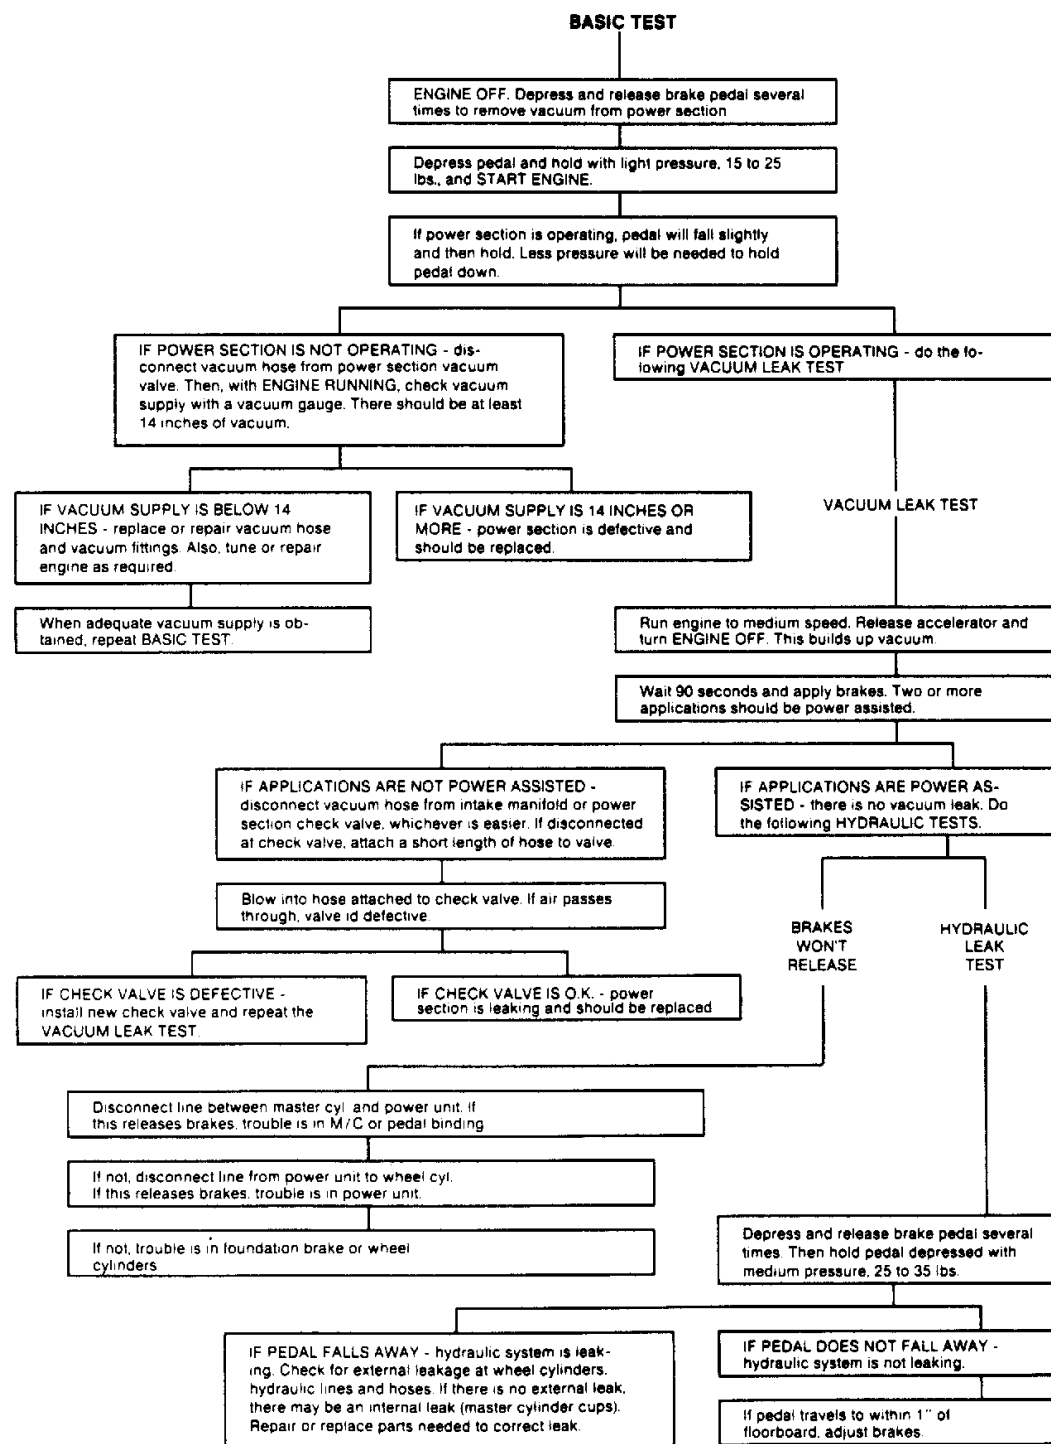 BASIC TEST
ENGINE OFF. Depress and release brake pedal several
times to remove vacuum from power section
Depress pedal and hold with light pressure, 15 to 25
lbs., and START ENGINE.
If power section is operating, pedal will fall slightly
and then hold. Less pressure will be needed to hold
pedal down.
IF POWER SECTION IS NOT OPERATING - dis-
connect vacuum hose from power section vacuum
valve. Then, with ENGINE RUNNING, check vacuum
supply with a vacuum gauge. There should be at least
14 inches of vacuum.
IF POWER SECTION IS OPERATING - do the fo-
lowing VACUUM LEAK TEST
IF VACUUM SUPPLY IS BELOW 14
INCHES - replace or repair vacuum hose
and vacuum fittings. Also, tune or repair
engine as required.
IF VACUUM SUPPLY IS 14 INCHES OR
MORE - power section is defective and
should be replaced.
VACUUM LEAK TEST
When adequate vacuum supply is ob-
tained, repeat BASIC TEST.
Run engine to medium speed. Release accelerator and
turn ENGINE OFF. This builds up vacuum.
Wait 90 seconds and apply brakes. Two or more
applications should be power assisted.
IF APPLICATIONS ARE NOT POWER ASSISTED -
disconnect vacuum hose from intake manifold or power
section check valve, whichever is easier. If disconnected
at check valve, attach a short length of hose to valve.
IF APPLICATIONS ARE POWER AS-
SISTED - there is no vacuum leak. Do
the following HYDRAULIC TESTS.
Blow into hose attached to check valve. If air passes
through, valve id defective.
BRAKES
WON'T
RELEASE
HYDRAULIC
LEAK
TEST
IF CHECK VALVE IS DEFECTIVE -
install new check valve and repeat the
VACUUM LEAK TEST.
IF CHECK VALVE IS O.K. - power
section is leaking and should be replaced
Disconnect line between master cyl and power unit. If
this releases brakes, trouble is in M/C or pedal binding
If not, disconnect line from power unit to wheel cyl.
If this releases brakes, trouble is in power unit.
If not, trouble is in foundation brake or wheel
cylinders
Depress and release brake pedal several
times. Then hold pedal depressed with
medium pressure, 25 to 35 lbs.
IF PEDAL FALLS AWAY - hydraulic system is leak-
ing. Check for external leakage at wheel cylinders,
hydraulic lines and hoses. If there is no external leak,
there may be an internal leak (master cylinder cups).
Repair or replace parts needed to correct leak.
IF PEDAL DOES NOT FALL AWAY -
hydraulic system is not leaking.
If pedal travels to within 1" of
floorboard, adjust brakes.